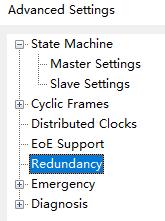 Advanced Settings
State Machine
Master Settings
Slave Settings
Cyclic Frames
Distributed Clocks
EoE Support
Redundancy
Emergency
Diagnosis